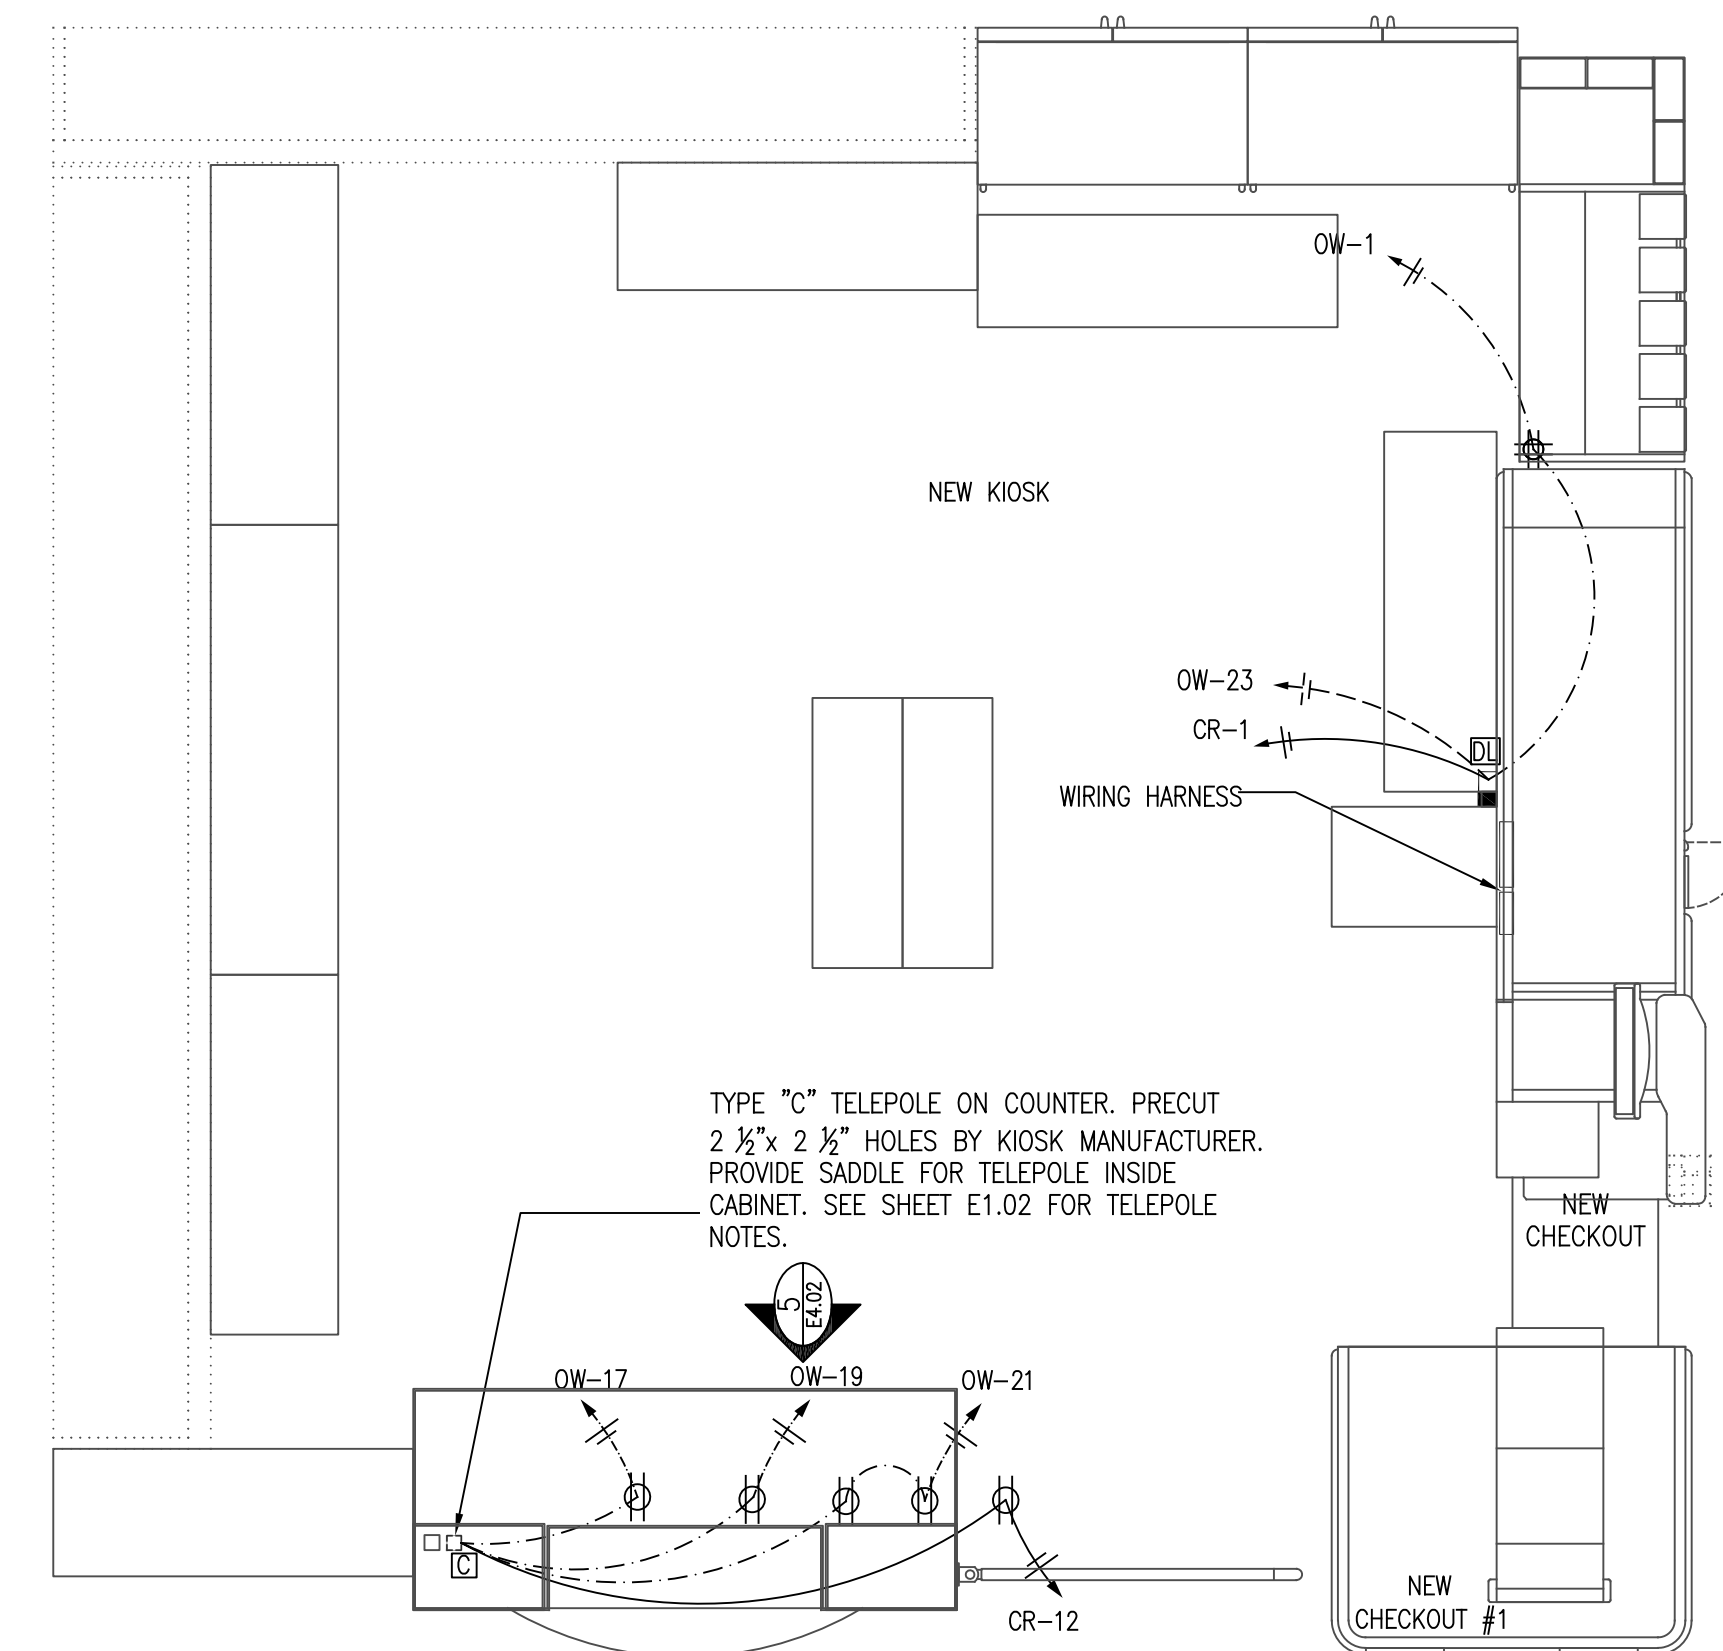 OW-1
NEW KIOSK
OW-23
CR-1
DL
WIRING HARNESS
TYPE "C" TELEPOLE ON COUNTER. PRECUT
2 ½"x 2 ½" HOLES BY KIOSK MANUFACTURER.
PROVIDE SADDLE FOR TELEPOLE INSIDE
CABINET. SEE SHEET E1.02 FOR TELEPOLE
NOTES.
NEW
CHECKOUT
5
E4.02
OW-17
OW-19
OW-21
C
CR-12
NEW
CHECKOUT #1